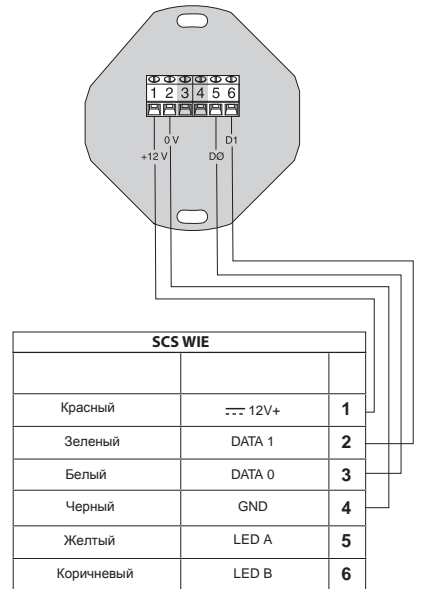 1 2 3 4 5 6
0 V D1
+12 V DØ
SCS WIE
Красный 12V+ 1
Зеленый DATA 1 2
Белый DATA 0 3
Черный GND 4
Желтый LED A 5
Коричневый LED B 6